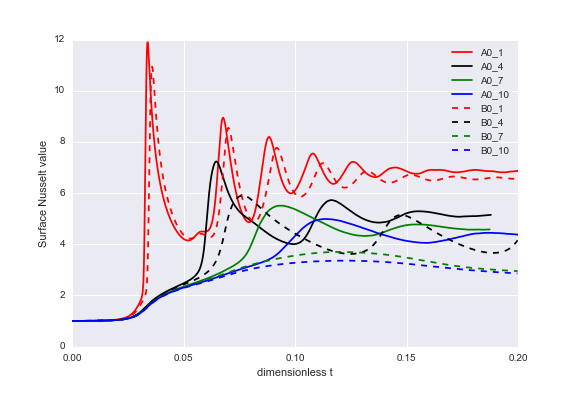 12
10
8
6
4
2
0
Surface Nusselt value
0.00
0.05
0.10
0.15
0.20
dimensionless t
A0_1
A0_4
A0_7
A0_10
B0_1
B0_4
B0_7
B0_10